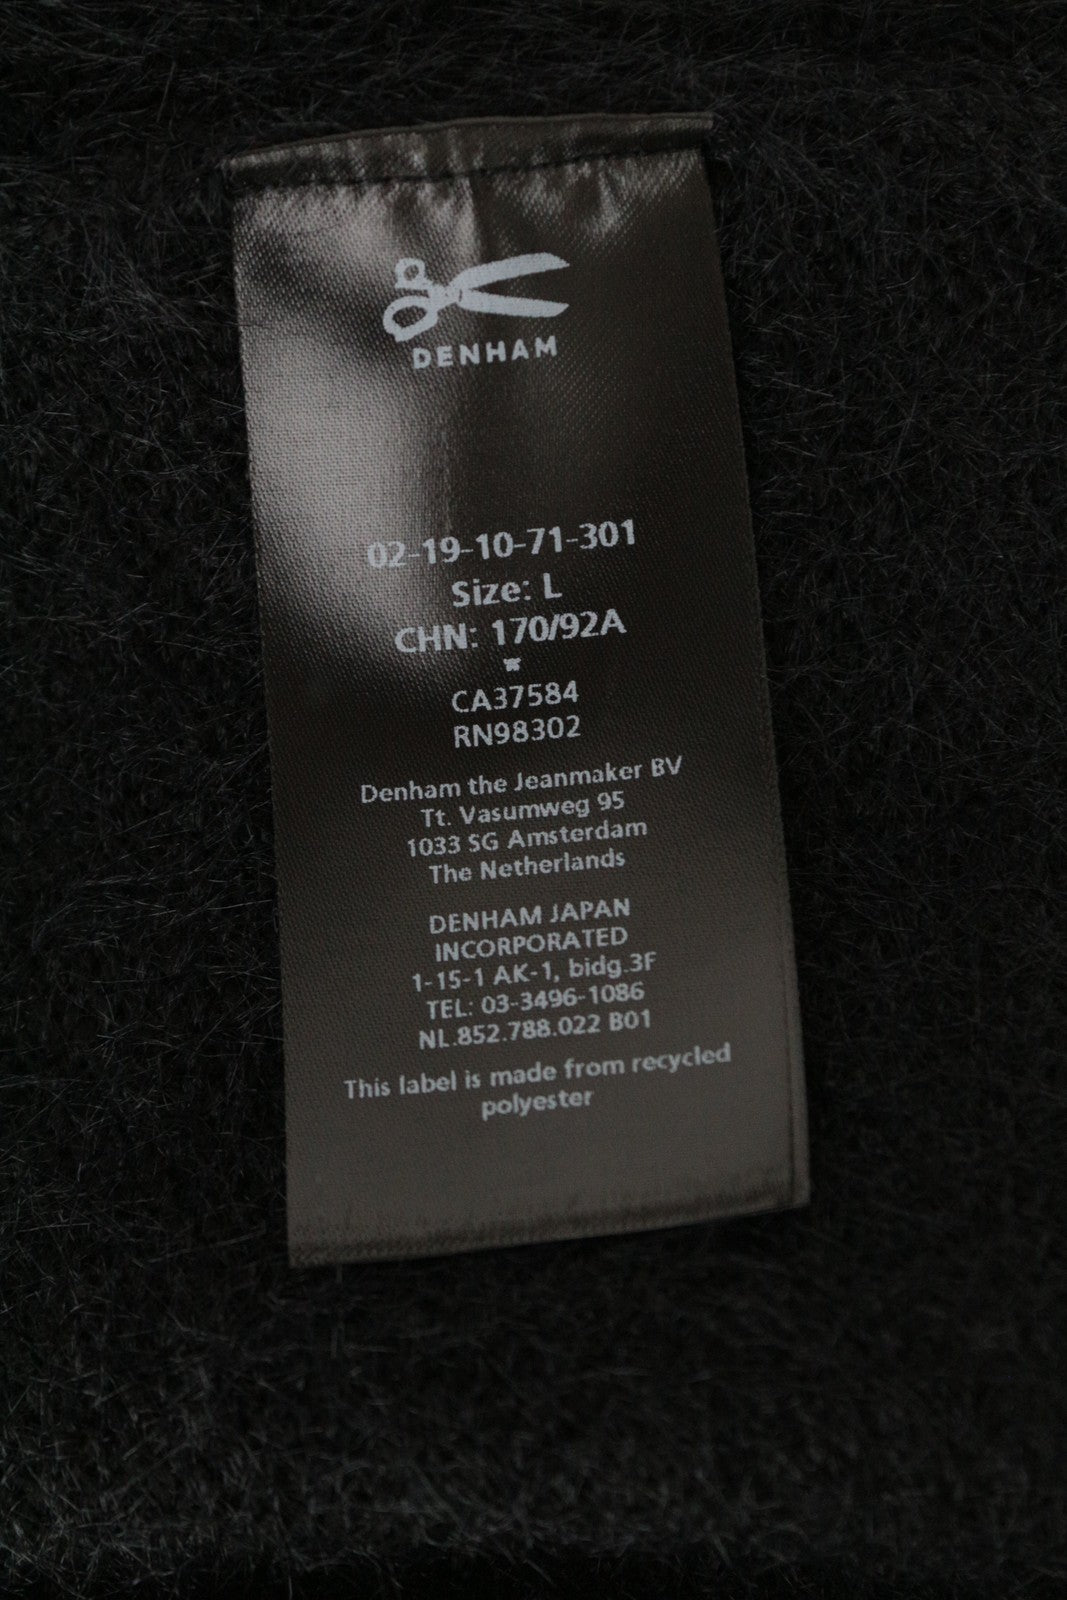 DENHAM
02-19-10-71-301
Size: L
CHN: 170/92A
CA37584
RN98302
Denham the Jeanmaker BV
Tt. Vasumweg 95
1033 SG Amsterdam
The Netherlands
DENHAM JAPAN
INCORPORATED
1-15-1 AK-1, bidg.3F
TEL: 03-3496-1086
NL.852.788.022 B01
This label is made from recycled
polyester